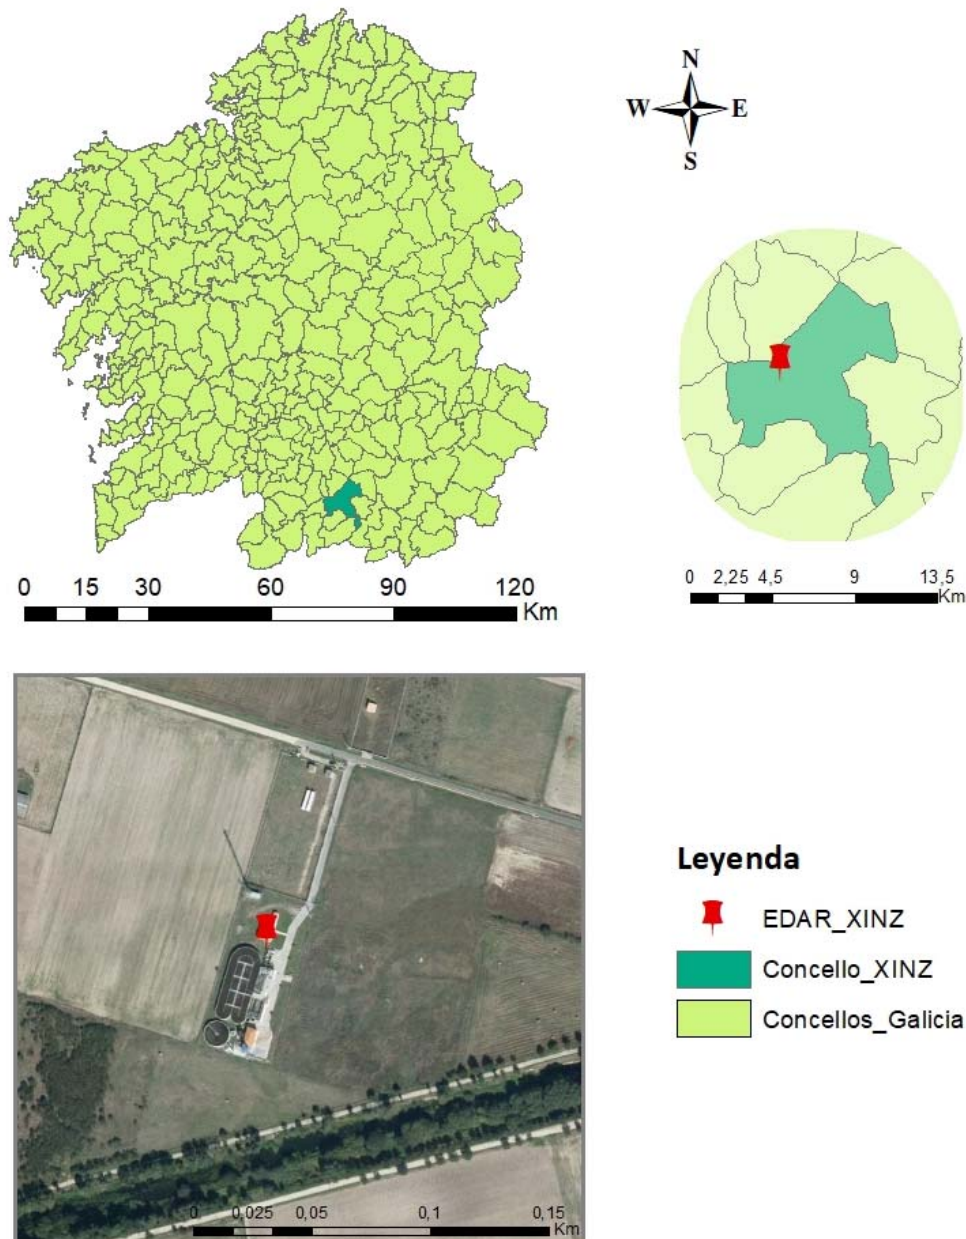 N
W E
S
0 15 30 60 90 120
Km
0 2,25 4,5 9 13,5
Km
Leyenda
EDAR_XINZ
Concello_XINZ
Concellos_Galicia
0 0,025 0,05 0,1 0,15
Km